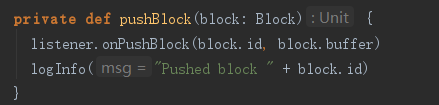 private def pushBlock(block: Block) : Unit {
listener.onPushBlock(block.id, block.buffer)
logInfo( msg = "Pushed block " + block.id)
}